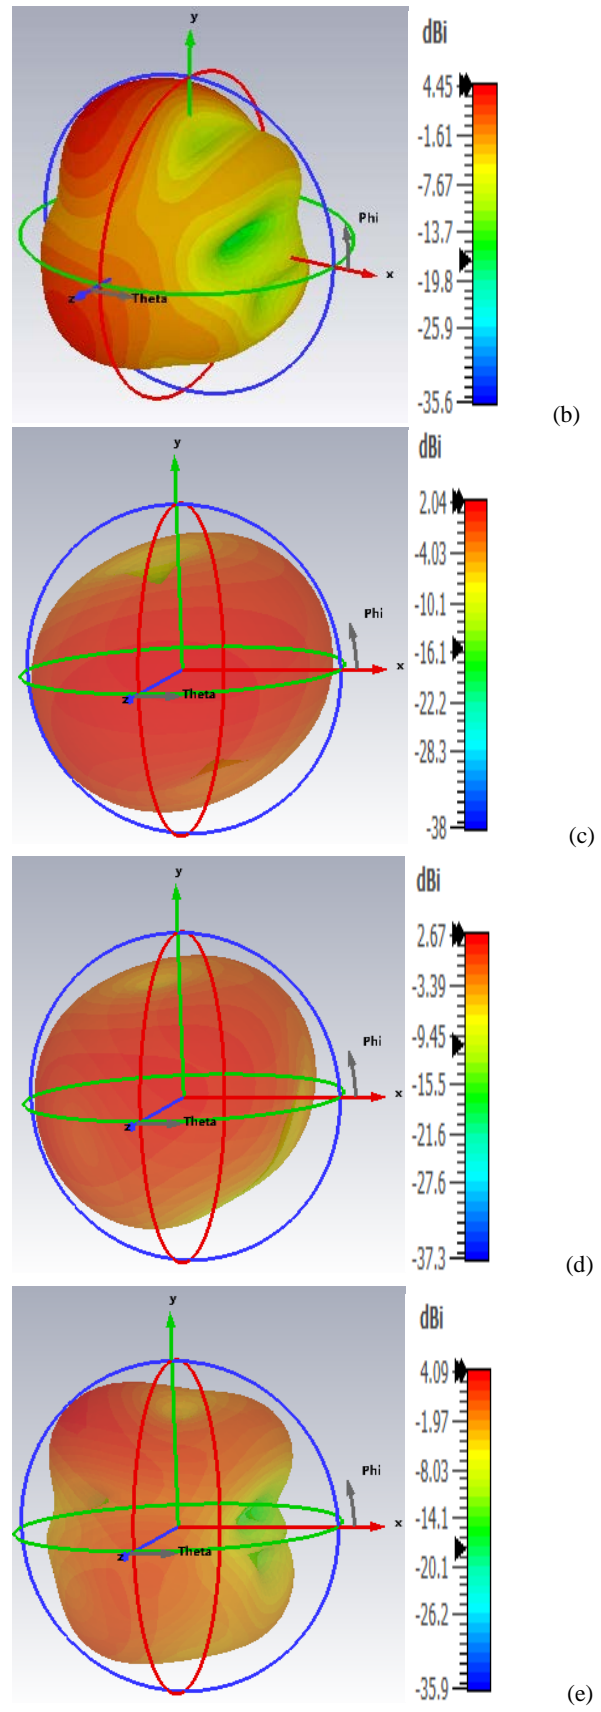 y
dBi
4.45
-1.61
-7.67
Phi
-13.7
x
-19.8
z
Theta
-25.9
-35.6
(b)
y
dBi
2.04
-4.03
-10.1
Phi
-16.1
x
z
Theta
-22.2
-28.3
-38
(c)
y
dBi
2.67
-3.39
-9.45
Phi
-15.5
x
z
Theta
-21.6
-27.6
-37.3
(d)
y
dBi
4.09
-1.97
-8.03
Phi
-14.1
x
z
Theta
-20.1
-26.2
-35.9
(e)